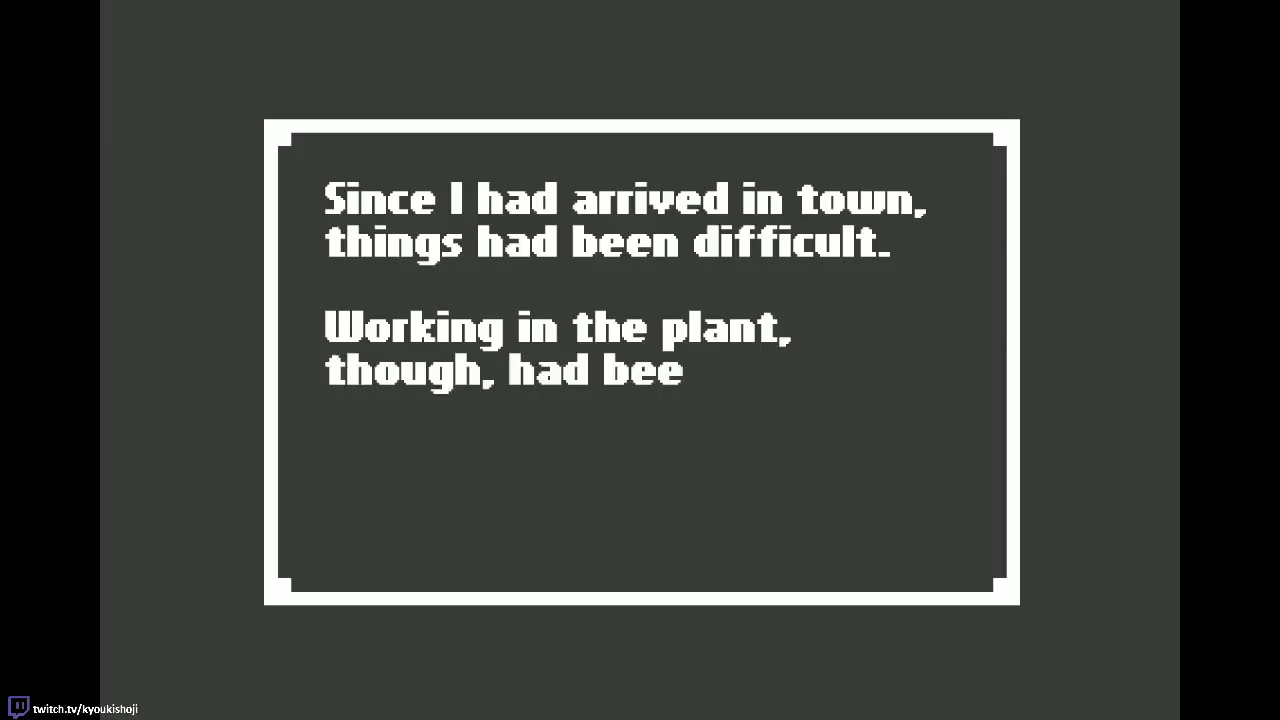 Since I had arrived in town,
things had been difficult.
Working in the plant,
though, had bee
twitch.tv/kyoukishoji